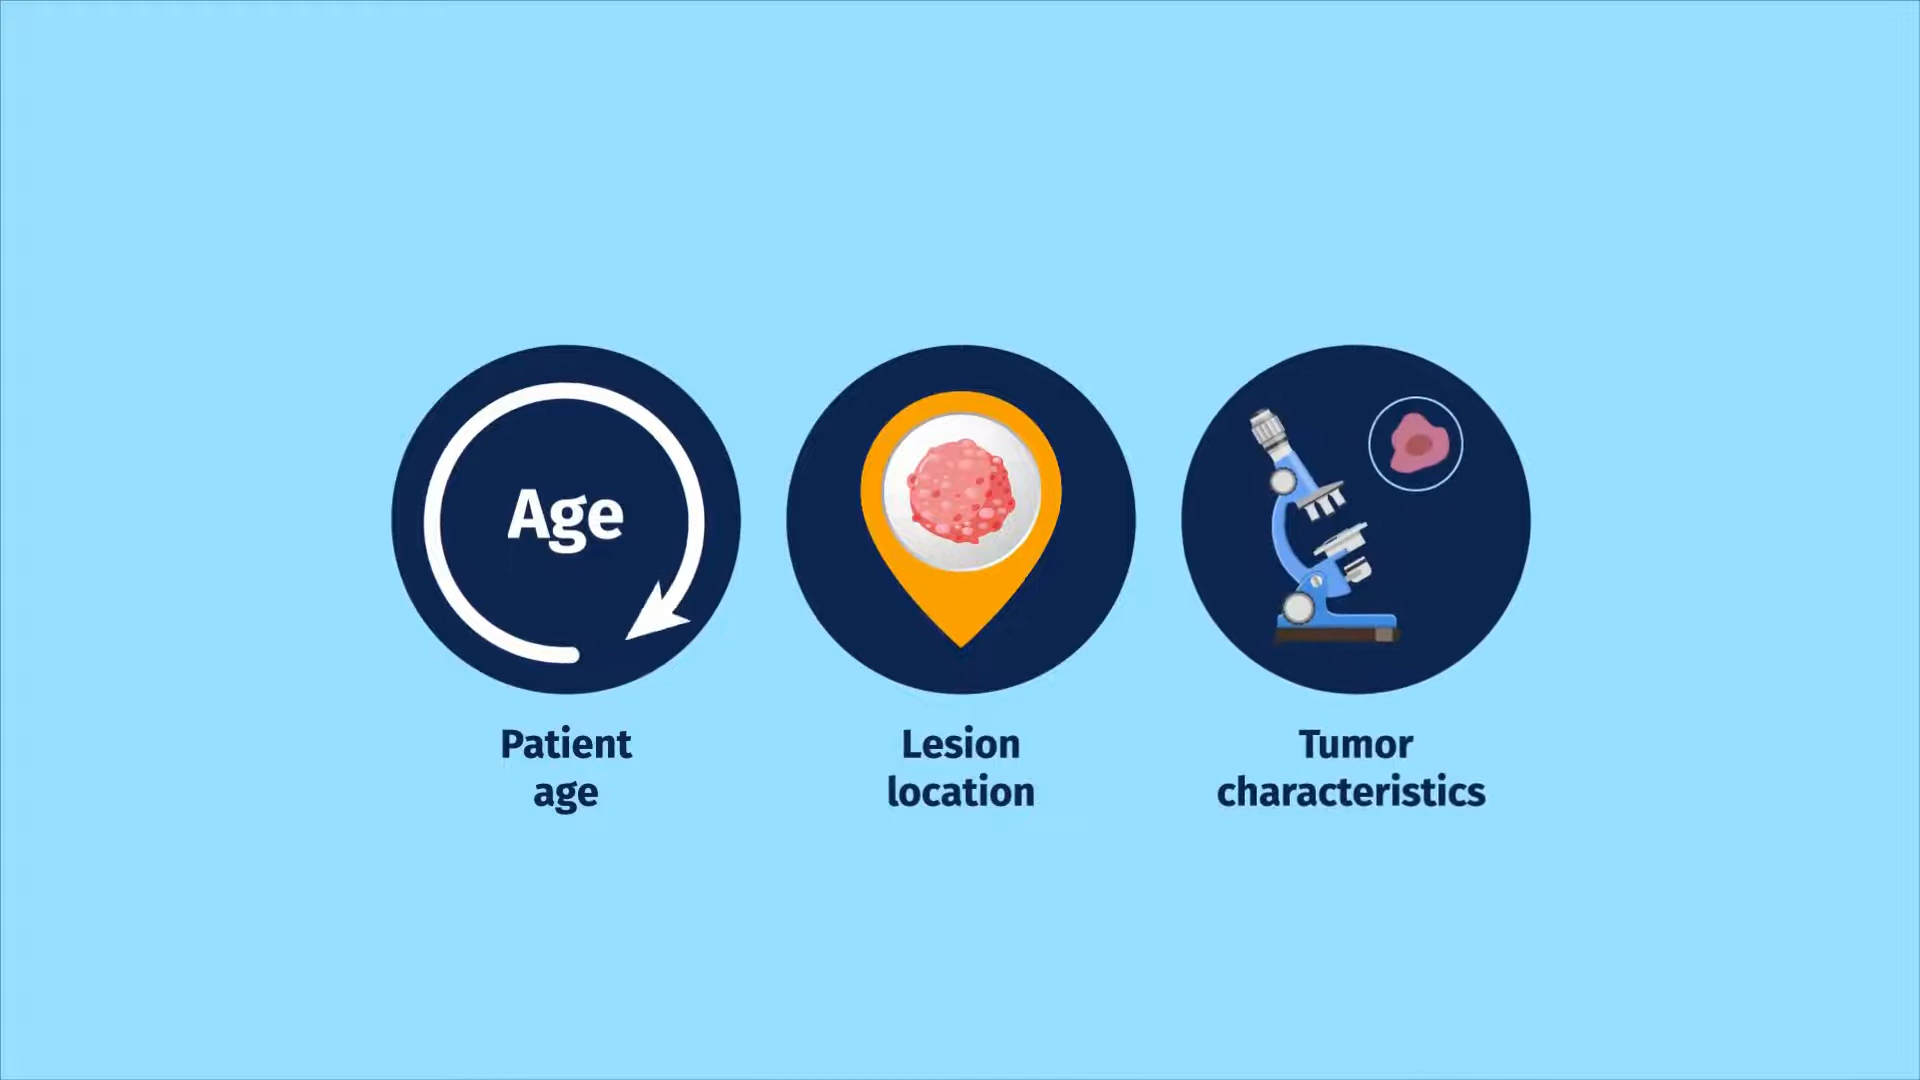 Age
Patient
age
Lesion
location
Tumor
characteristics